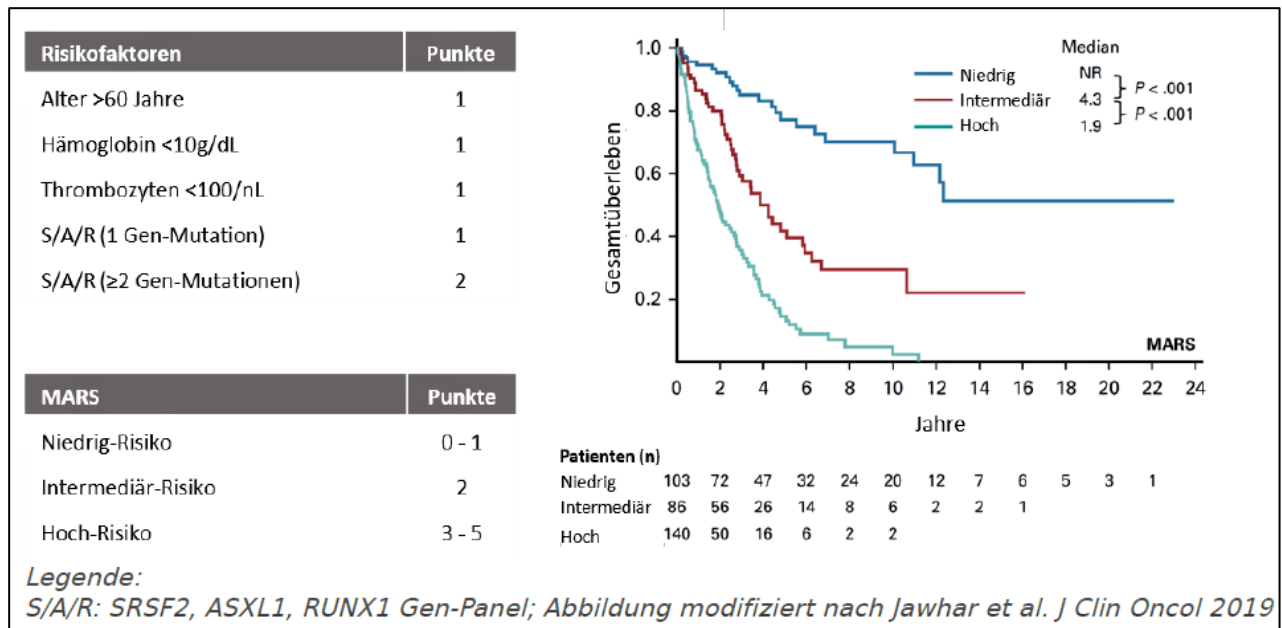 Risikofaktoren Punkte
Alter >60 Jahre 1
Hämoglobin <10g/dL 1
Thrombozyten <100/nL 1
S/A/R (1 Gen-Mutation) 1
S/A/R (≥2 Gen-Mutationen) 2
MARS Punkte
Niedrig-Risiko 0 - 1
Intermediär-Risiko 2
Hoch-Risiko 3 - 5
Gesamtüberleben
1.0
0.8
0.6
0.4
0.2
Median
Niedrig NR
P < .001
Intermediär 4.3
P < .001
Hoch 1.9
MARS
0 2 4 6 8 10 12 14 16 18 20 22 24
Jahre
Patienten (n)
Niedrig 103 72 47 32 24 20 12 7 6 5 3 1
Intermediär 86 56 26 14 8 6 2 2 1
Hoch 140 50 16 6 2 2
Legende:
S/A/R: SRSF2, ASXL1, RUNX1 Gen-Panel; Abbildung modifiziert nach Jawhar et al. J Clin Oncol 2019